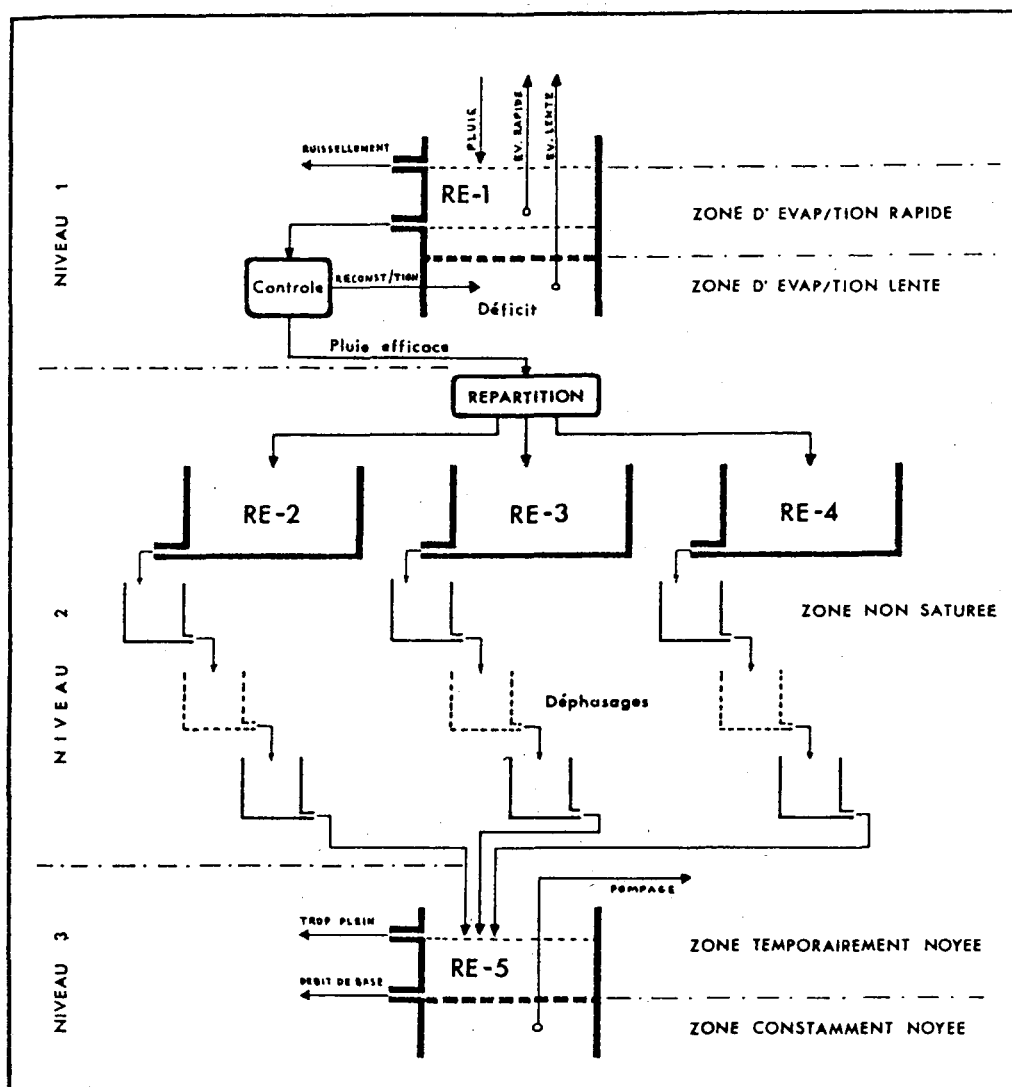 PLUIE
EV. RAPIDE
EV. LENTE
RUISSELLEMENT
RE-1
NIVEAU 1
ZONE D' EVAP/TION RAPIDE
Controle
RECONST/TION
Déficit
ZONE D' EVAP/TION LENTE
Pluie efficace
REPARTITION
RE-2
RE-3
RE-4
NIVEAU 2
ZONE NON SATUREE
Déphasages
POMPAGE
TROP PLEIN
NIVEAU 3
RE-5
ZONE TEMPORAIREMENT NOYEE
DEBIT DE BASE
ZONE CONSTAMMENT NOYEE